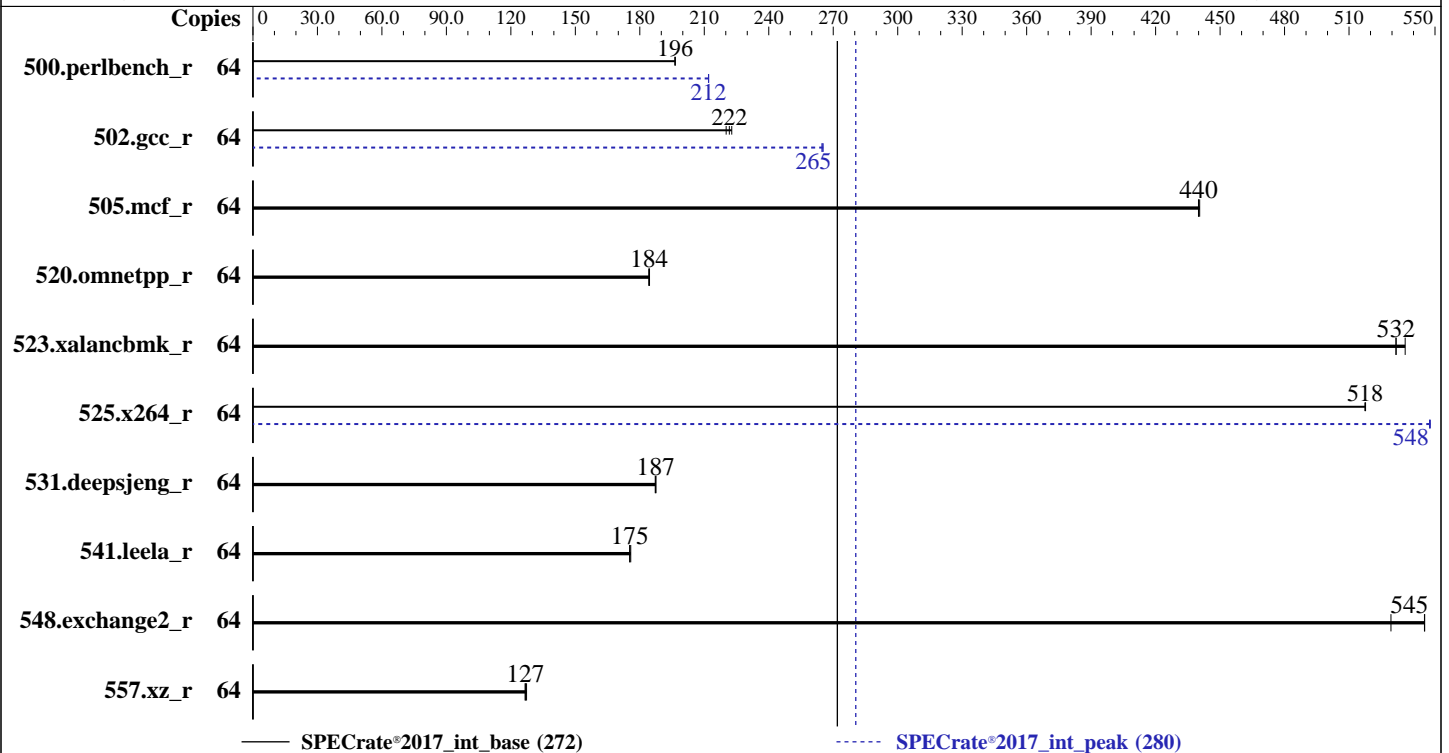 Copies 0 30.0 60.0 90.0 120 150 180 210 240 270 300 330 360 390 420 450 480 510 550
196
500.perlbench_r 64
212
222
502.gcc_r 64
265
440
505.mcf_r 64
184
520.omnetpp_r 64
532
523.xalancbmk_r 64
518
525.x264_r 64
548
187
531.deepsjeng_r 64
175
541.leela_r 64
545
548.exchange2_r 64
127
557.xz_r 64
SPECrate®2017_int_base (272) SPECrate®2017_int_peak (280)